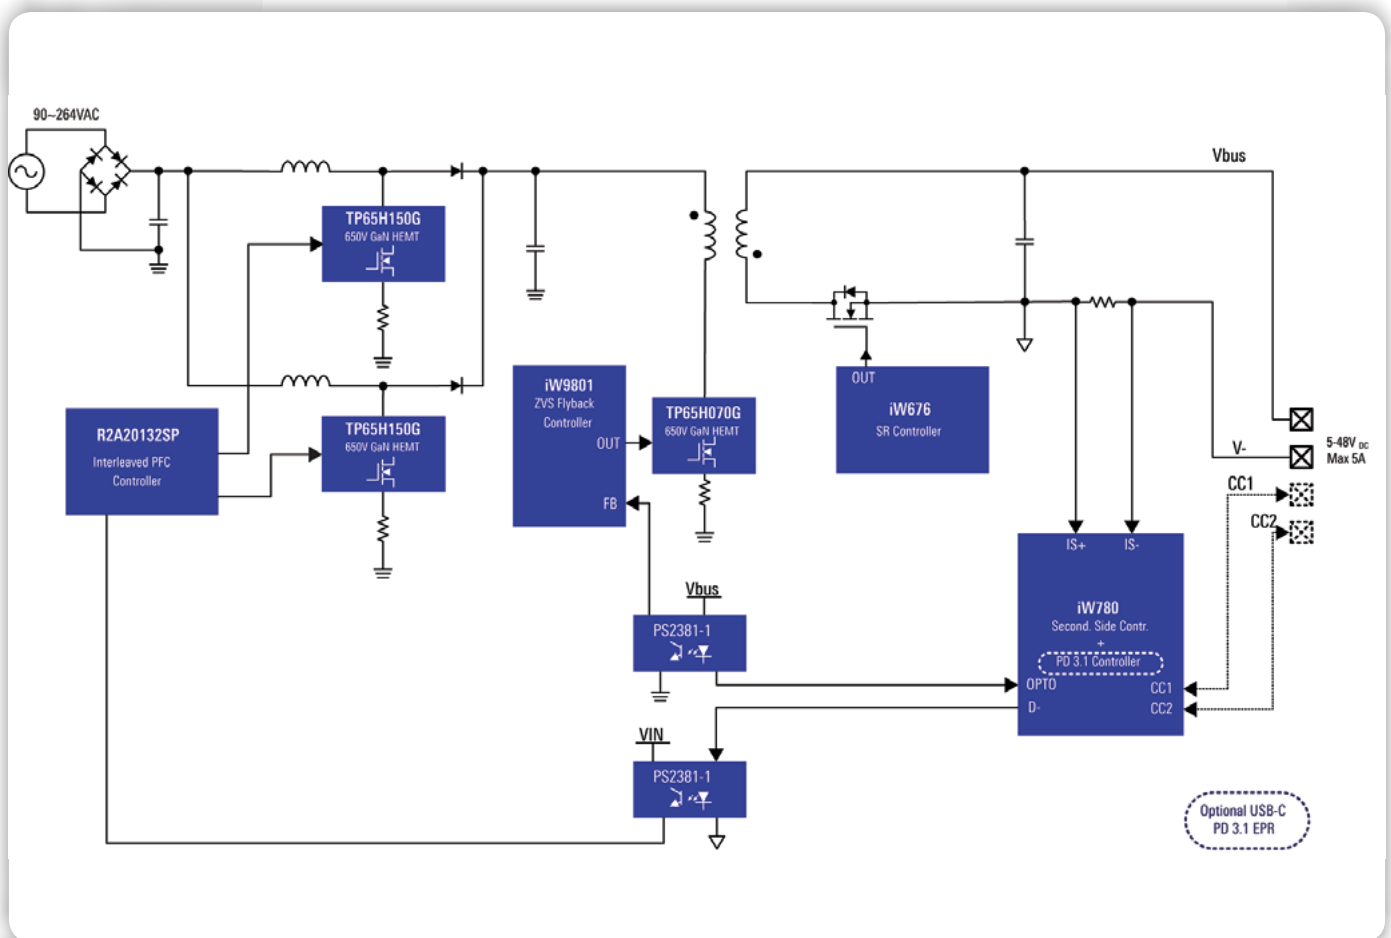 90~264VAC
Vbus
TP65H150G
650V GaN HEMT
iW9801
ZVS Flyback
Controller
OUT
FB
TP65H070G
650V GaN HEMT
OUT
iW676
SR Controller
R2A20132SP
Interleaved PFC
Controller
TP65H150G
650V GaN HEMT
V-
5-48V DC
Max 5A
CC1
CC2
IS+
IS-
iW780
Second. Side Contr.
+
PD 3.1 Controller
OPTO
D-
CC1
CC2
Vbus
PS2381-1
VIN
PS2381-1
Optional USB-C
PD 3.1 EPR